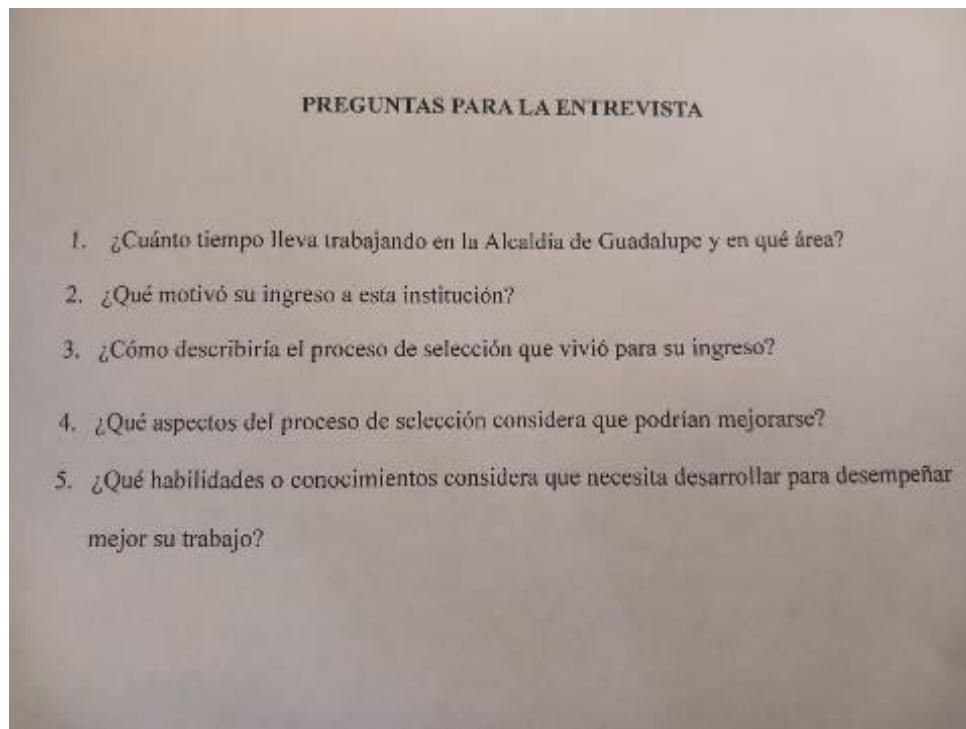 PREGUNTAS PARA LA ENTREVISTA
1. ¿Cuánto tiempo lleva trabajando en la Alcaldía de Guadalupe y en qué área?
2. ¿Qué motivó su ingreso a esta institución?
3. ¿Cómo describiría el proceso de selección que vivió para su ingreso?
4. ¿Qué aspectos del proceso de selección considera que podrían mejorarse?
5. ¿Qué habilidades o conocimientos considera que necesita desarrollar para desempeñar
mejor su trabajo?